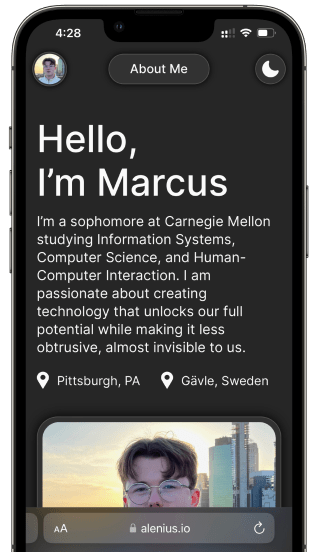 4:28
About Me
Hello,
I'm Marcus
I'm a sophomore at Carnegie Mellon
studying Information Systems,
Computer Science, and Human-
Computer Interaction. I am
passionate about creating
technology that unlocks our full
potential while making it less
obtrusive, almost invisible to us.
Pittsburgh, PA Gävle, Sweden
AA alenius.io